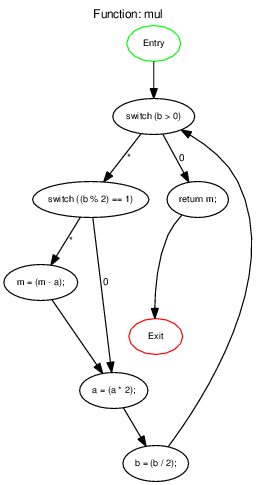 Function: mul
Entry
switch (b > 0)
*
0
switch ((b % 2) == 1)
return m;
*
0
m = (m - a);
Exit
a = (a * 2);
b = (b / 2);